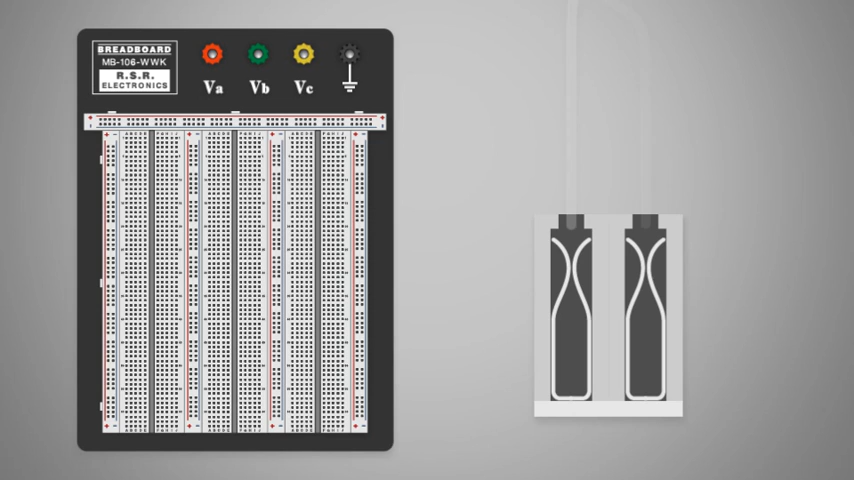 BREADBOARD
MB-106-WWK
R.S.R.
ELECTRONICS
Va Vb Vc